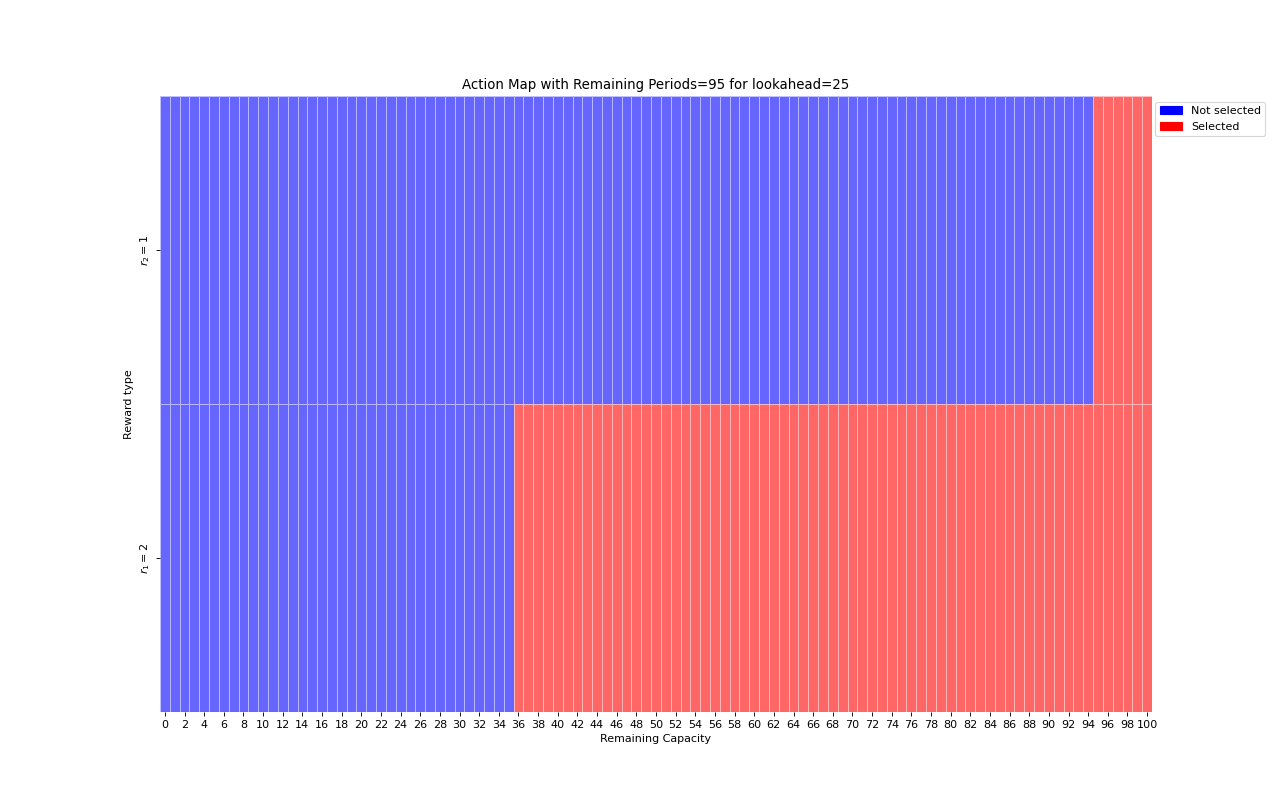 Action Map with Remaining Periods=95 for lookahead=25
Not selected
Selected
r₂ = 1
Reward type
r₁ = 2
0 2 4 6 8 10 12 14 16 18 20 22 24 26 28 30 32 34 36 38 40 42 44 46 48 50 52 54 56 58 60 62 64 66 68 70 72 74 76 78 80 82 84 86 88 90 92 94 96 98 100
Remaining Capacity